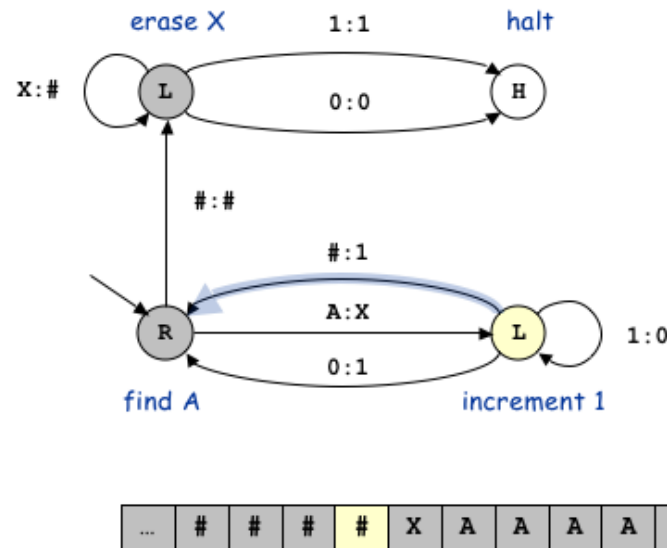 erase X 1:1 halt
X:# L H
0:0
#:#
#:1
A:X
R L 1:0
0:1
find A increment 1
... # # # # X A A A A